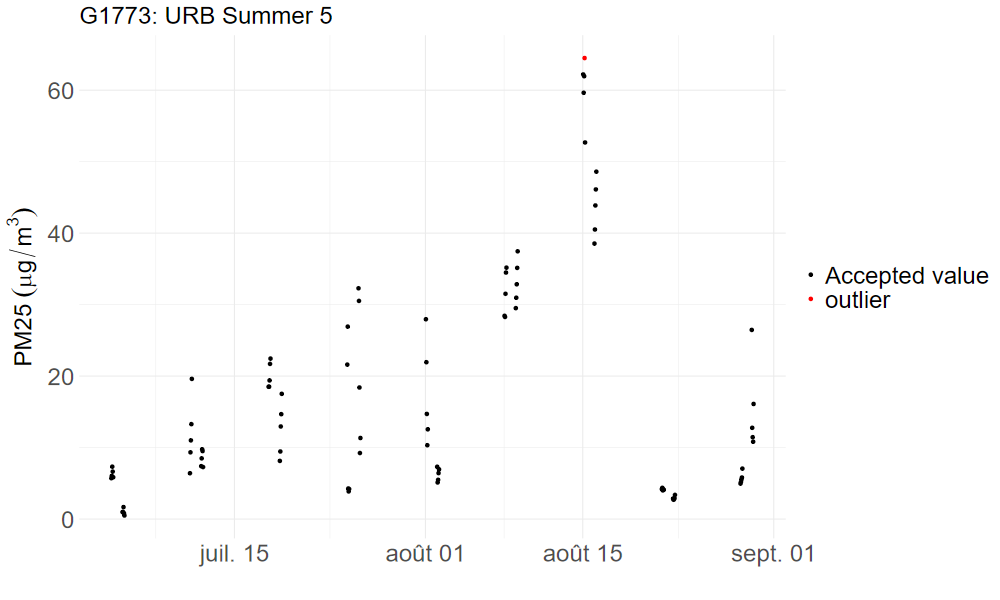 G1773: URB Summer 5
PM25 (μg/m³)
60
40
20
0
juil. 15
août 01
août 15
sept. 01
Accepted value
outlier